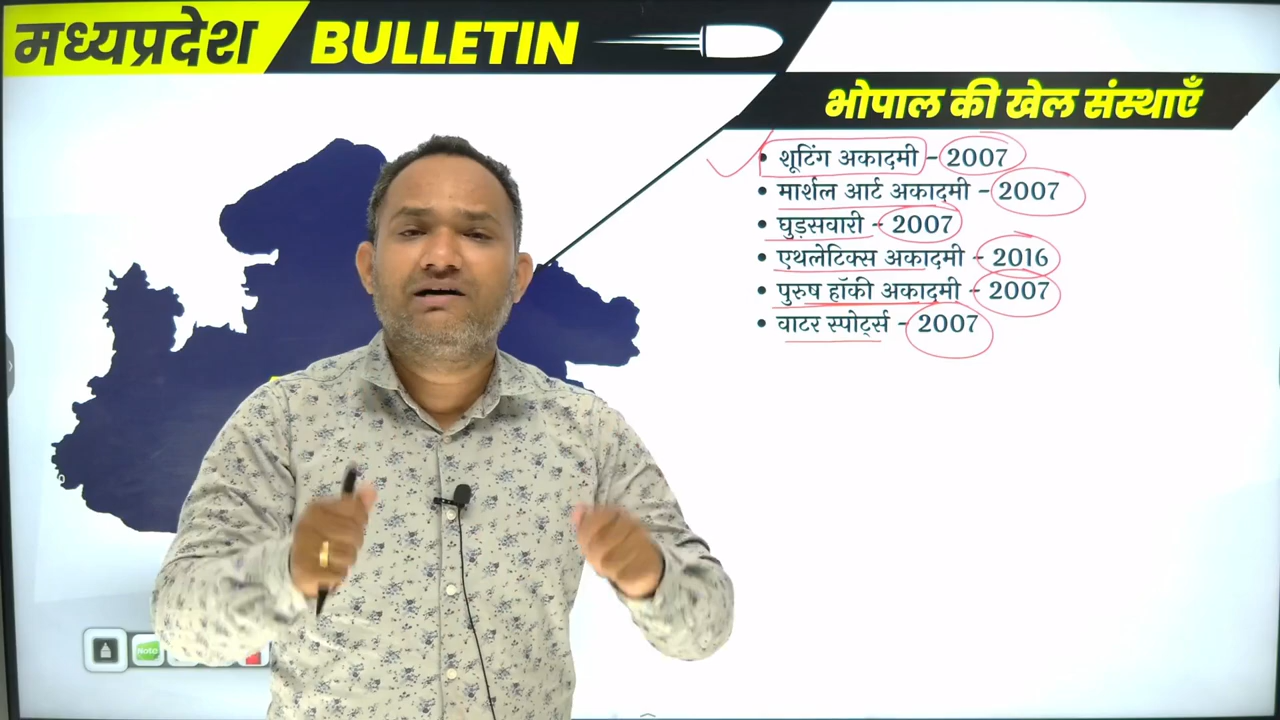 मध्यप्रदेश BULLETIN
भोपाल की खेल संस्थाएँ
• शूटिंग अकादमी – 2007
• मार्शल आर्ट अकादमी – 2007
• घुड़सवारी – 2007
• एथलेटिक्स अकादमी – 2016
• पुरुष हॉकी अकादमी – 2007
• वाटर स्पोर्ट्स – 2007
Note